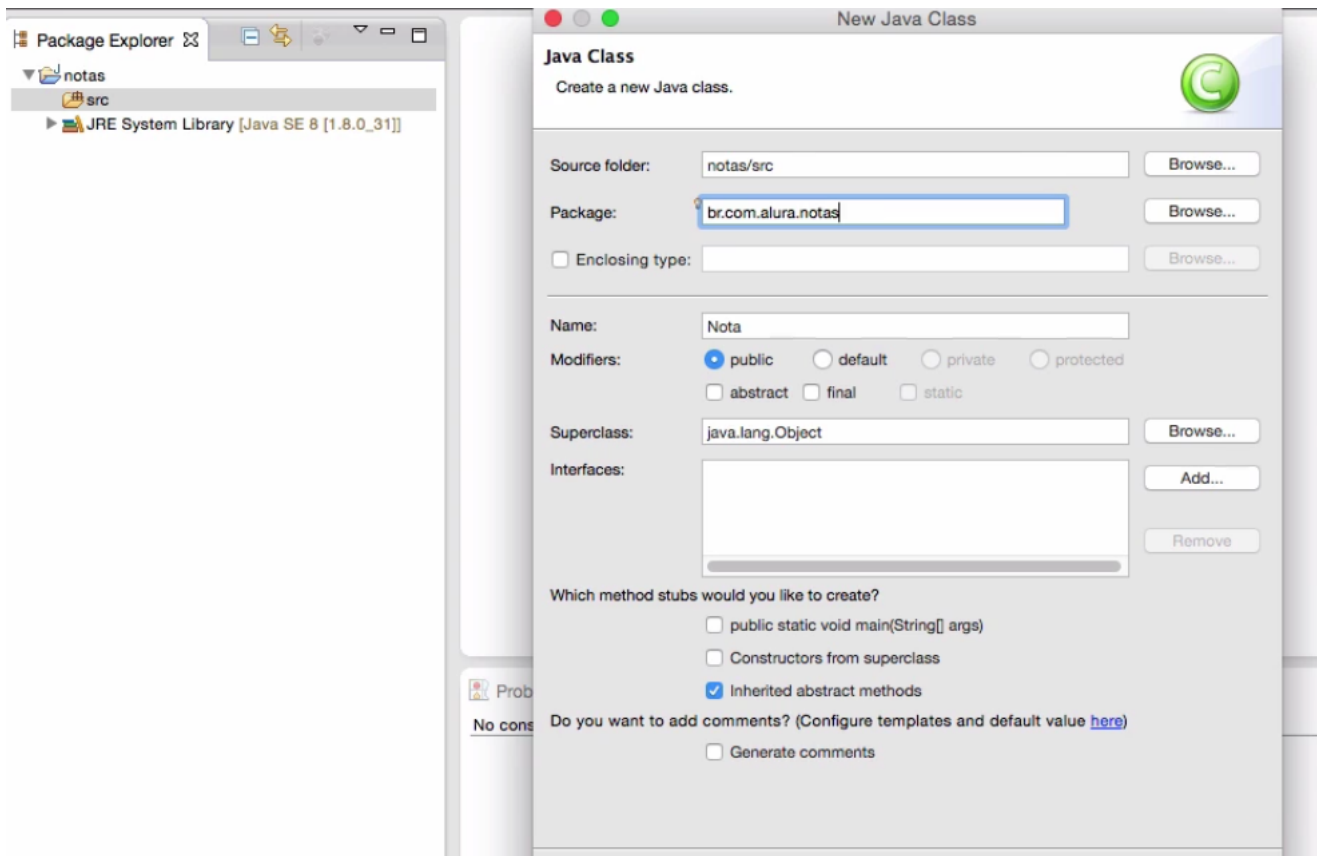 Package Explorer
notas
src
JRE System Library [Java SE 8 [1.8.0_31]]
New Java Class
Java Class
Create a new Java class.
Source folder: notas/src Browse...
Package: br.com.alura.notas Browse...
Enclosing type: Browse...
Name: Nota
Modifiers: public default private protected
abstract final static
Superclass: java.lang.Object Browse...
Interfaces: Add...
Remove
Which method stubs would you like to create?
public static void main(String[] args)
Constructors from superclass
Inherited abstract methods
Do you want to add comments? (Configure templates and default value here)
Generate comments
Prob
No cons